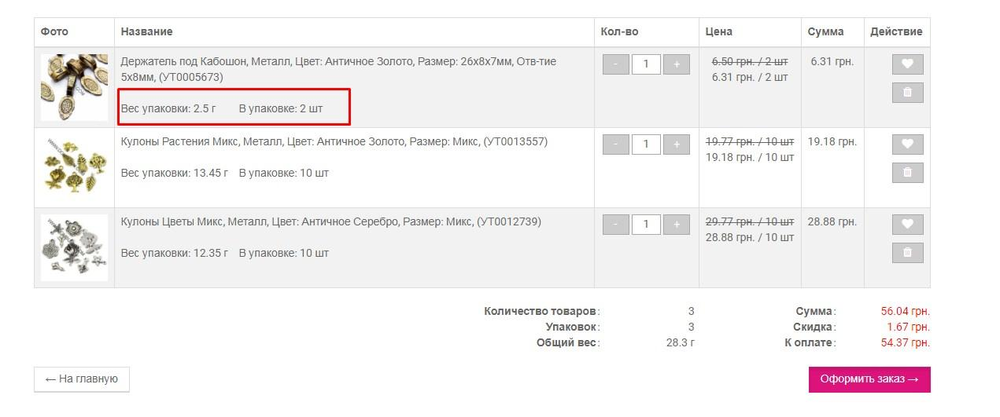 Фото Название Кол-во Цена Сумма Действие
Держатель под Кабошон, Металл, Цвет: Античное Золото, Размер: 26х8х7мм, Отв-тие - 1 + 6.50 грн. / 2 шт 6.31 грн.
5х8мм, (УТ0005673) 6.31 грн. / 2 шт
Вес упаковки: 2.5 г В упаковке: 2 шт
Кулоны Растения Микс, Металл, Цвет: Античное Золото, Размер: Микс, (УТ0013557) - 1 + 19.77 грн. / 10 шт 19.18 грн.
19.18 грн. / 10 шт
Вес упаковки: 13.45 г В упаковке: 10 шт
Кулоны Цветы Микс, Металл, Цвет: Античное Серебро, Размер: Микс, (УТ0012739) - 1 + 29.77 грн. / 10 шт 28.88 грн.
28.88 грн. / 10 шт
Вес упаковки: 12.35 г В упаковке: 10 шт
Количество товаров: 3 Сумма: 56.04 грн.
Упаковок: 3 Скидка: 1.67 грн.
Общий вес: 28.3 г К оплате: 54.37 грн.
← На главную Оформить заказ →